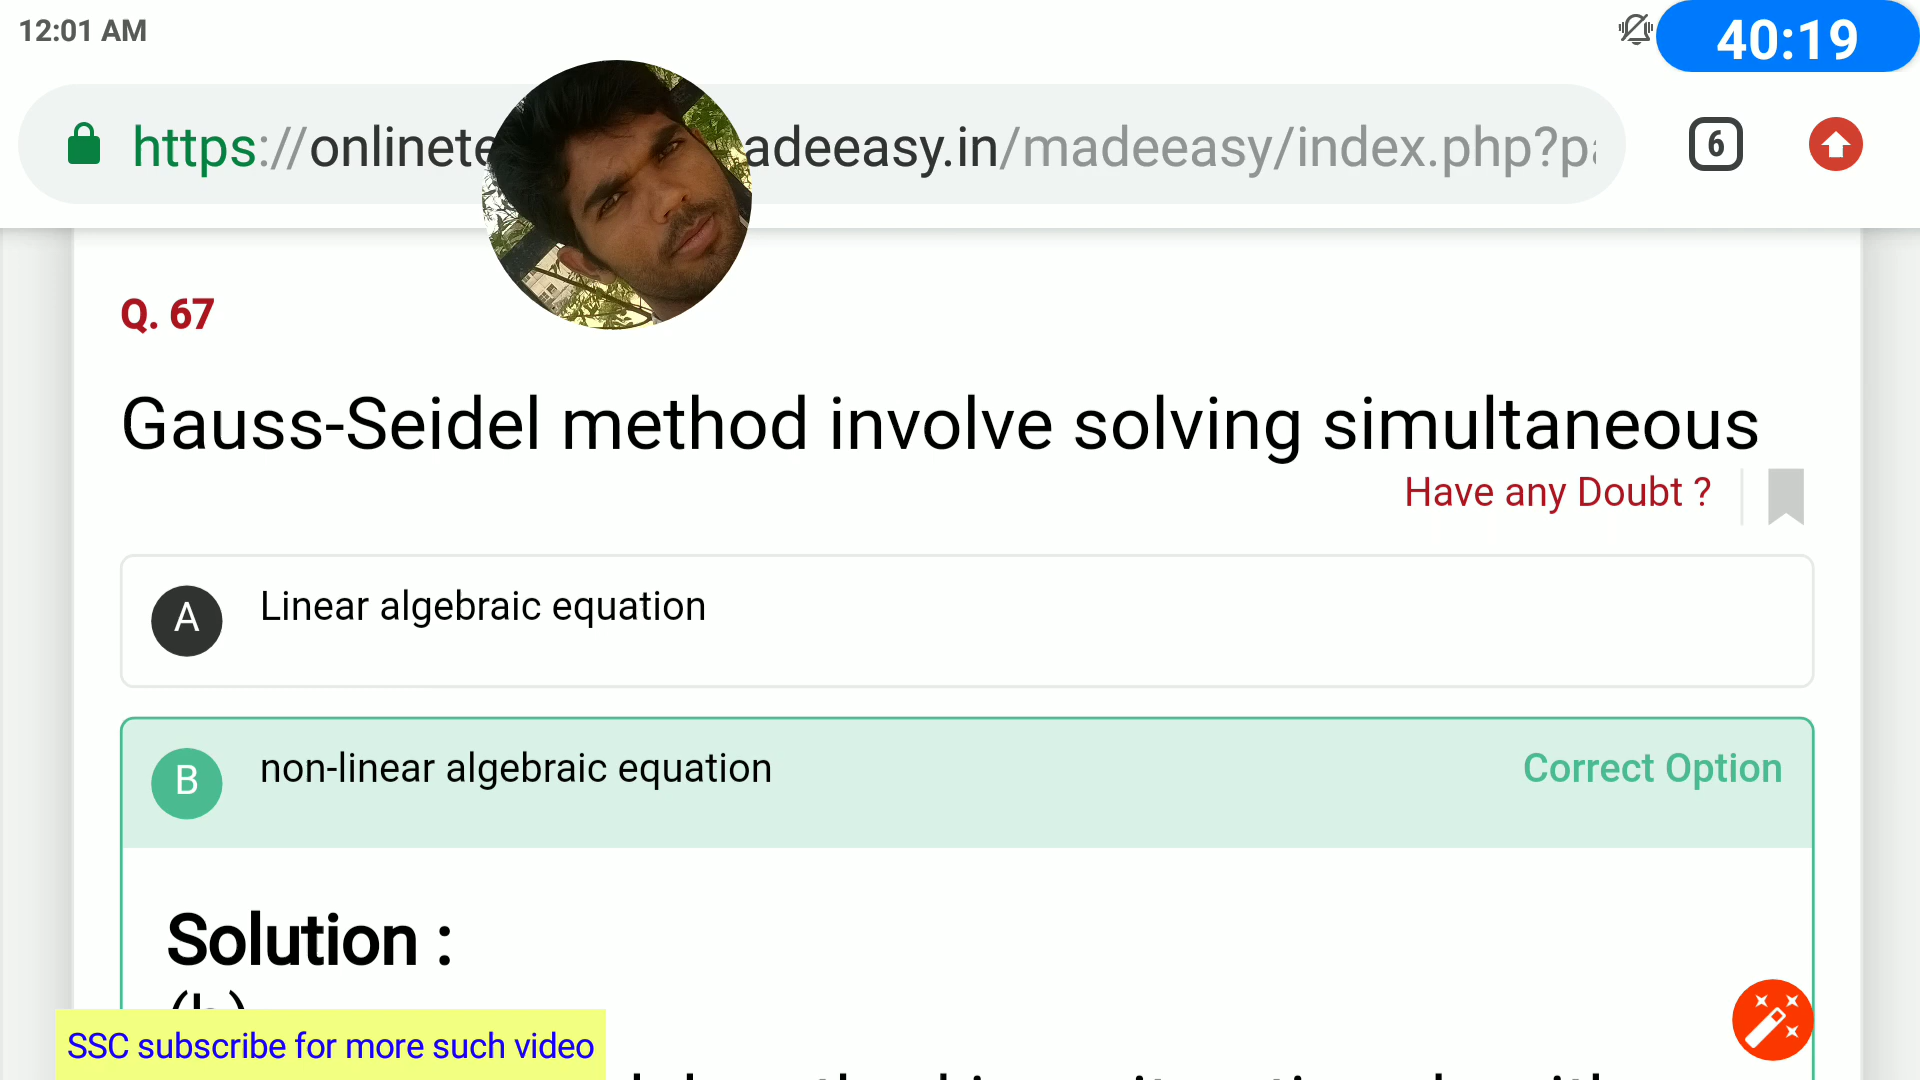 12:01 AM
40:19
https://onlinete adeeasy.in/madeeasy/index.php?pa
6
Q. 67
Gauss-Seidel method involve solving simultaneous
Have any Doubt ?
A Linear algebraic equation
B non-linear algebraic equation Correct Option
Solution :
(b)
SSC subscribe for more such video